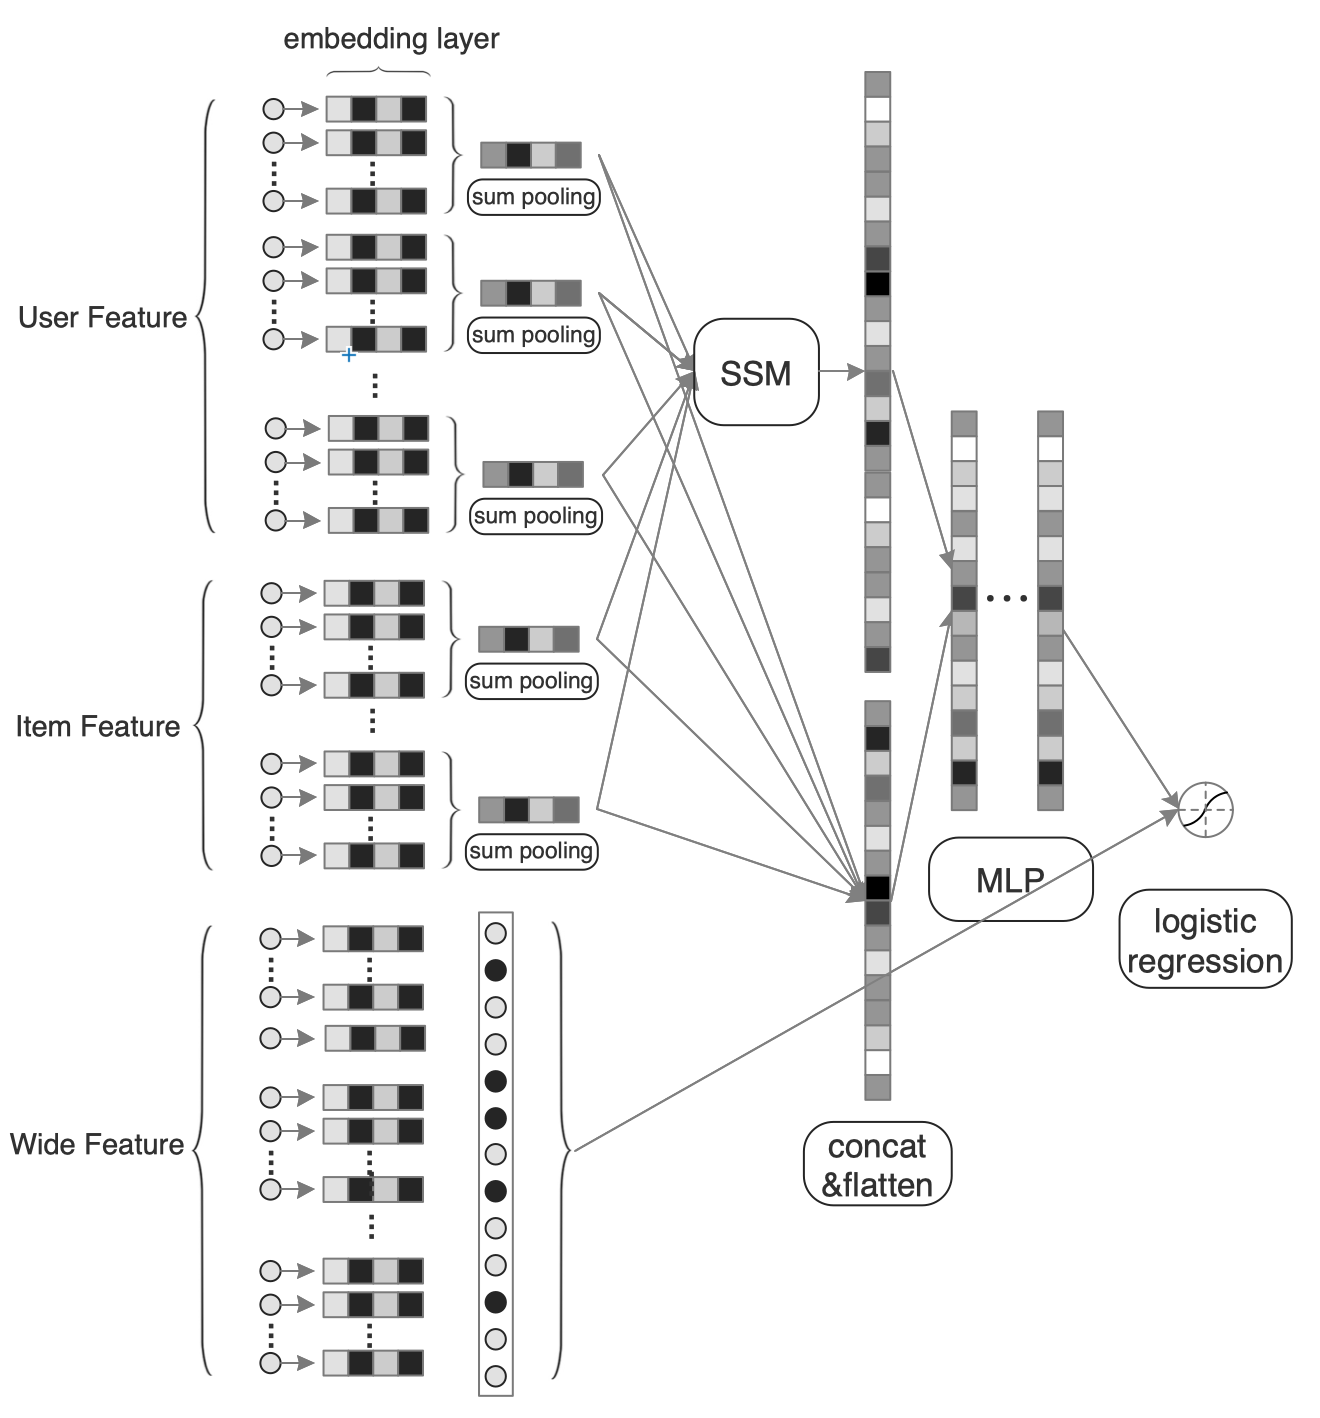 embedding layer
sum pooling
sum pooling
User Feature
SSM
sum pooling
sum pooling
Item Feature
sum pooling
MLP
logistic
regression
Wide Feature
concat
&flatten